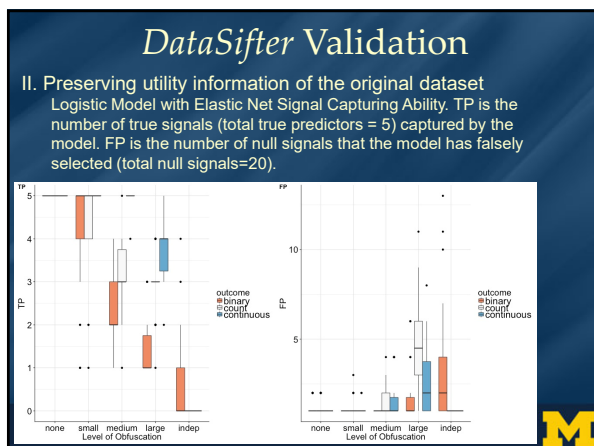 DataSifter Validation
II. Preserving utility information of the original dataset
Logistic Model with Elastic Net Signal Capturing Ability. TP is the
number of true signals (total true predictors = 5) captured by the
model. FP is the number of null signals that the model has falsely
selected (total null signals=20).
TP
5
4
3
2
1
0
TP
none small medium large indep
Level of Obfuscation
outcome
binary
count
continuous
FP
10
5
FP
none small medium large indep
Level of Obfuscation
outcome
binary
count
continuous
M